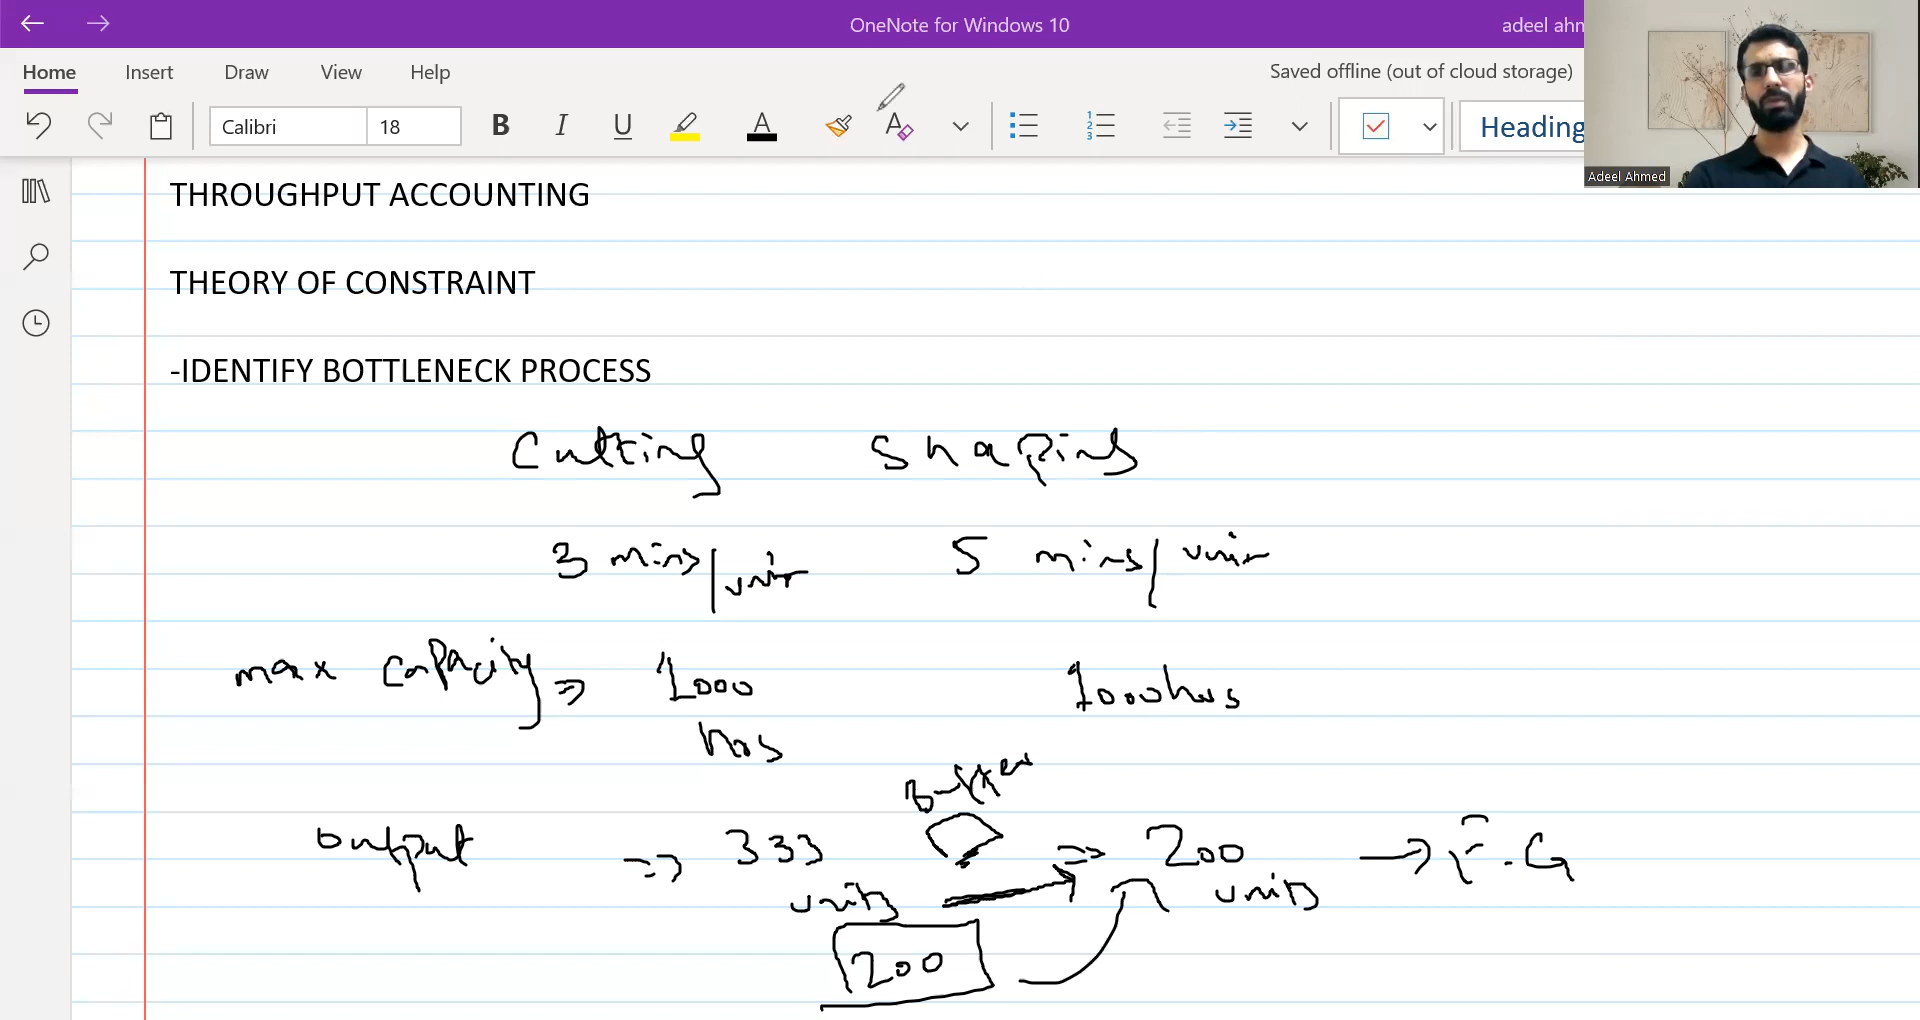 OneNote for Windows 10
adeel ahm
Home Insert Draw View Help
Saved offline (out of cloud storage)
Calibri 18 B I U A A Heading
Adeel Ahmed
THROUGHPUT ACCOUNTING
THEORY OF CONSTRAINT
-IDENTIFY BOTTLENECK PROCESS
Cutting Shaping
3 mins/unit 5 mins/unit
max capacity => 1000 1000 hrs
hrs
Buffer
output => 333 => 200 → F.G
units units
200